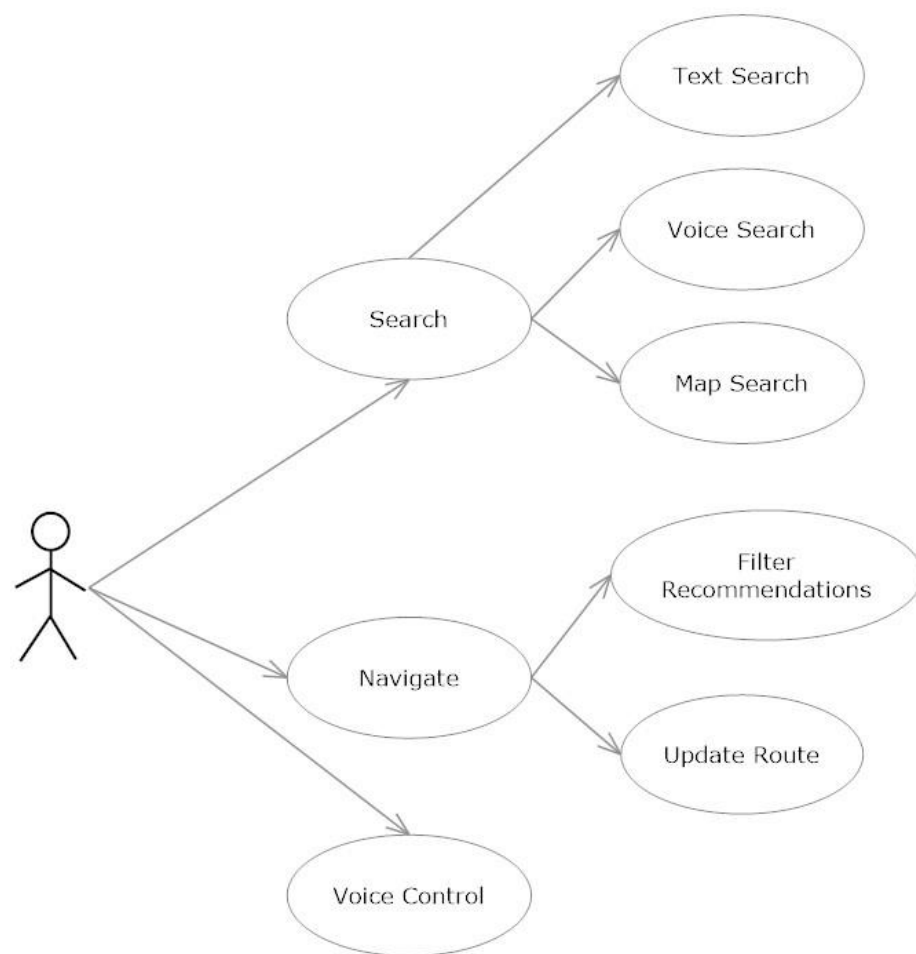 Text Search
Voice Search
Search
Map Search
Filter
Recommendations
Navigate
Update Route
Voice Control